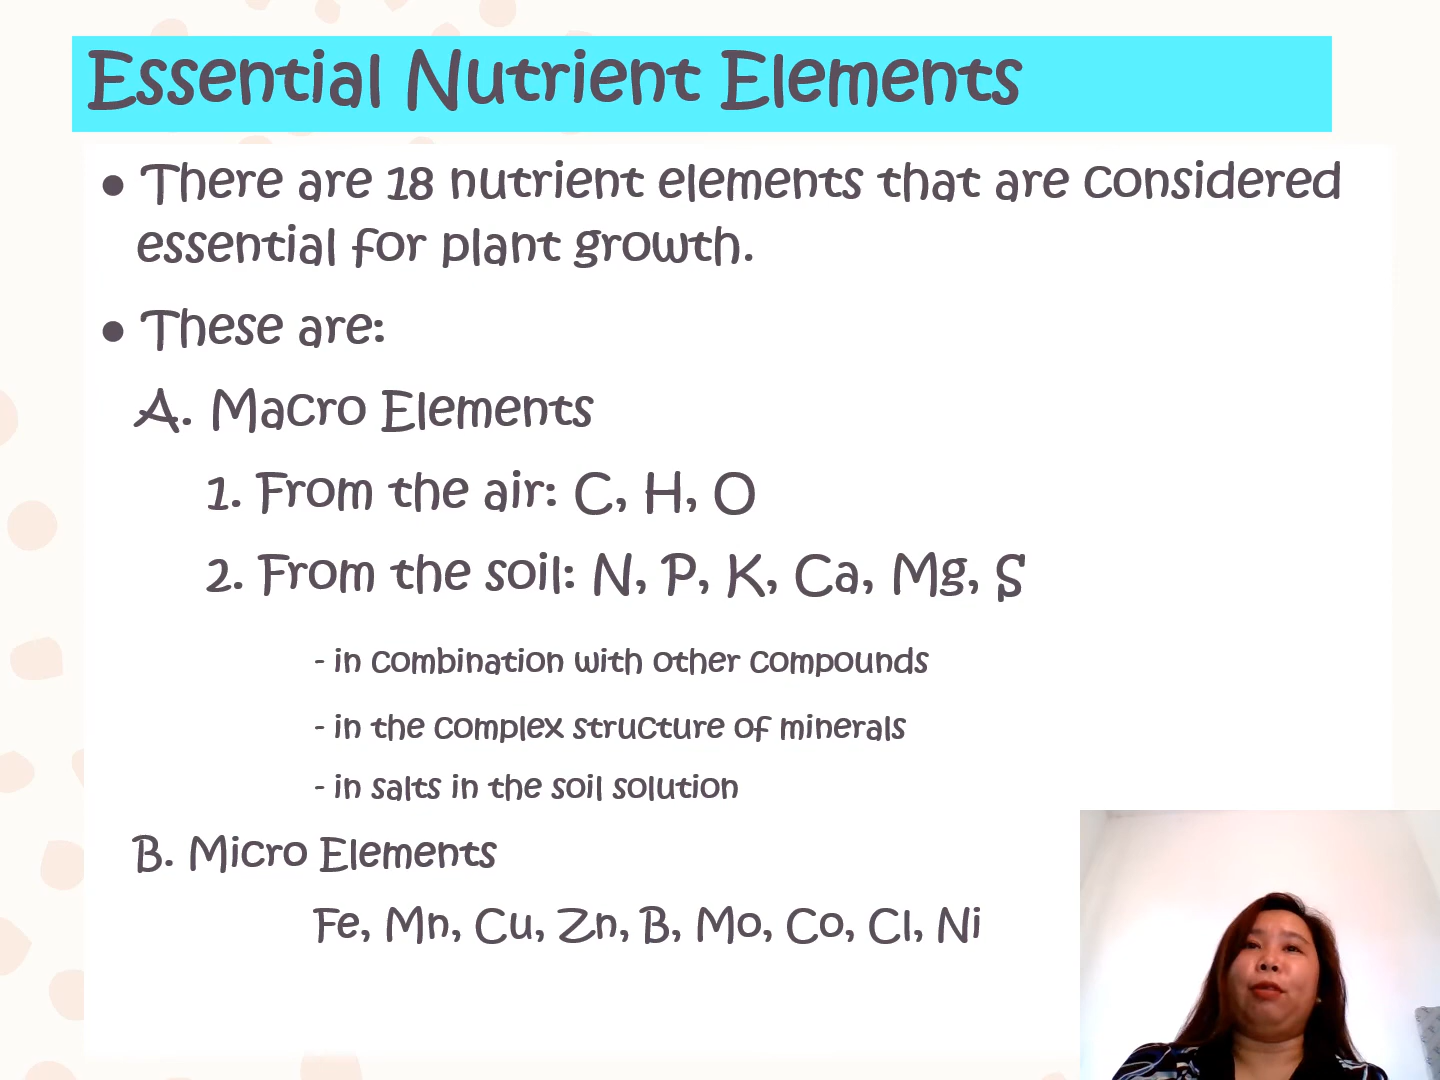 Essential Nutrient Elements
• There are 18 nutrient elements that are considered
essential for plant growth.
• These are:
A. Macro Elements
1. From the air: C, H, O
2. From the soil: N, P, K, Ca, Mg, S
- in combination with other compounds
- in the complex structure of minerals
- in salts in the soil solution
B. Micro Elements
Fe, Mn, Cu, Zn, B, Mo, Co, Cl, Ni